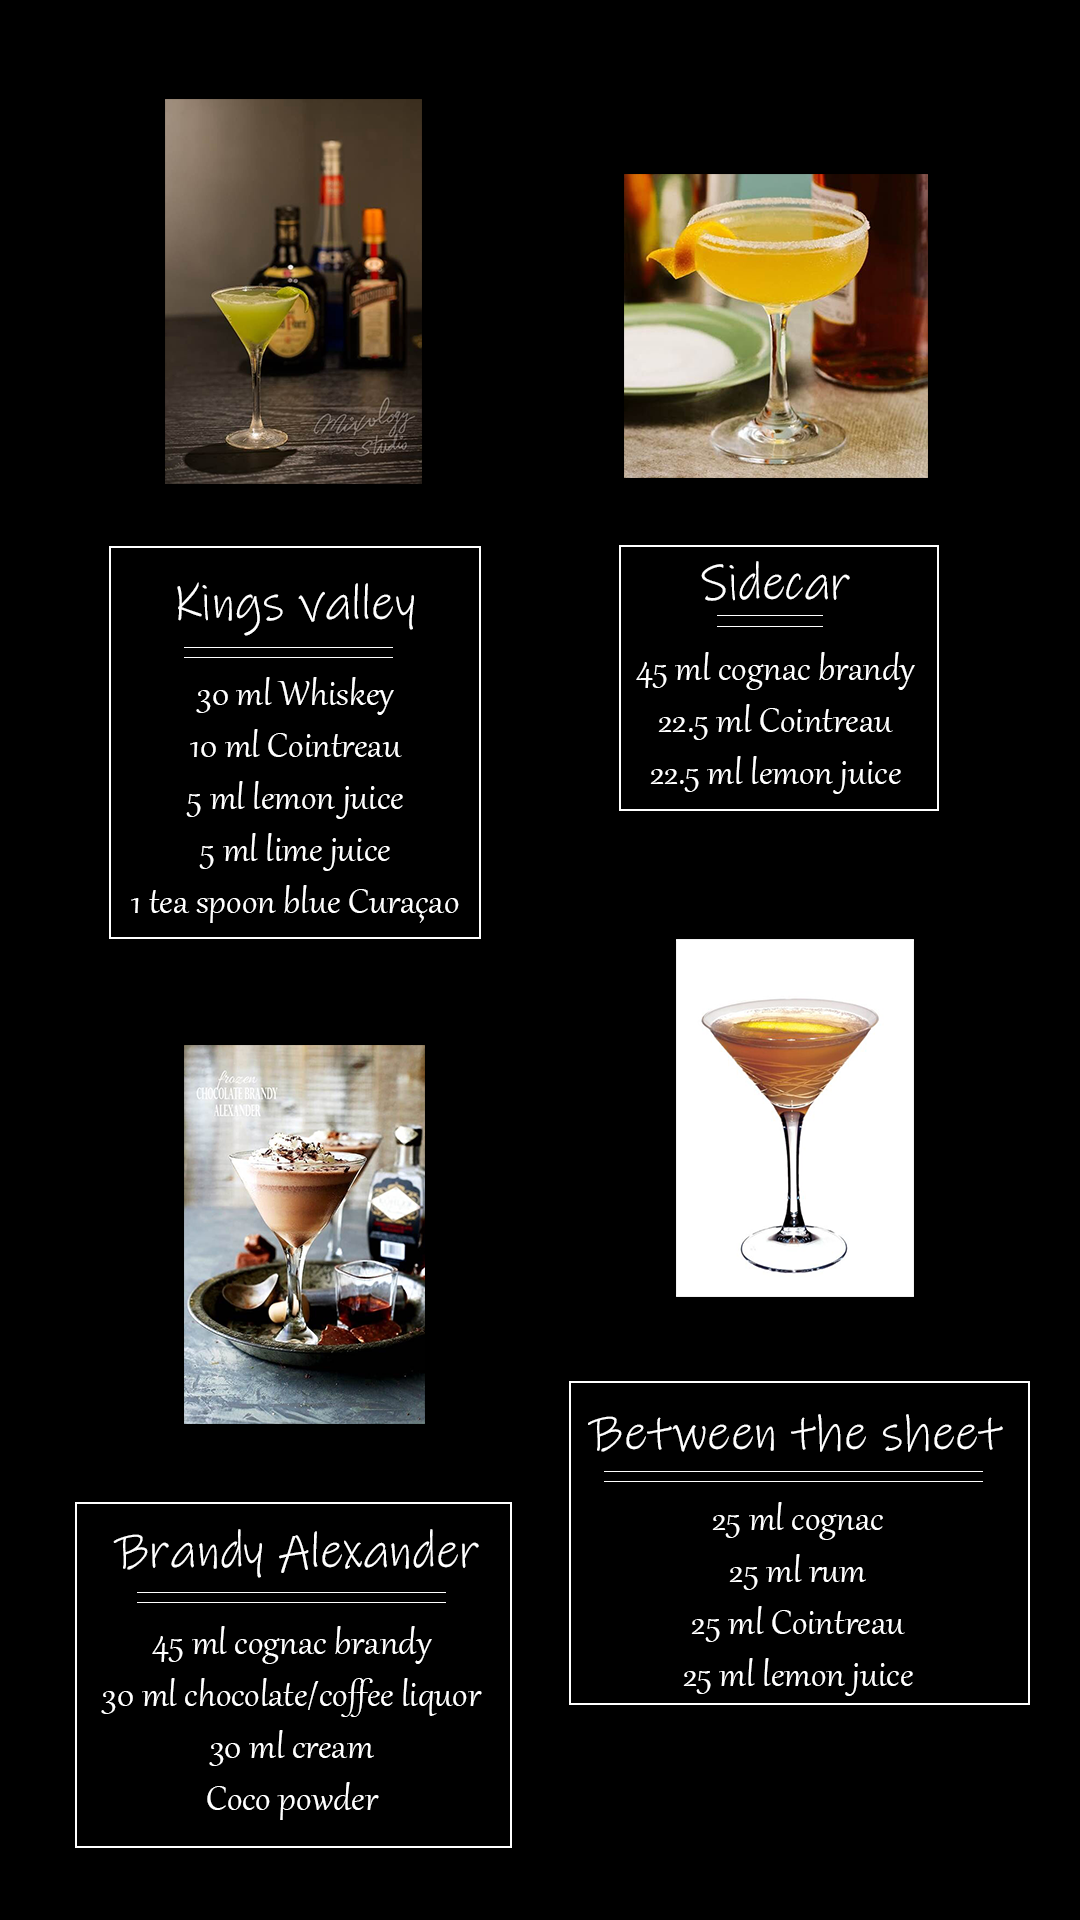 Mixology
Studio
Kings valley
30 ml Whiskey
10 ml Cointreau
5 ml lemon juice
5 ml lime juice
1 tea spoon blue Curaçao
Sidecar
45 ml cognac brandy
22.5 ml Cointreau
22.5 ml lemon juice
frozen
CHOCOLATE BRANDY
ALEXANDER
Brandy Alexander
45 ml cognac brandy
30 ml chocolate/coffee liquor
30 ml cream
Coco powder
Between the sheet
25 ml cognac
25 ml rum
25 ml Cointreau
25 ml lemon juice